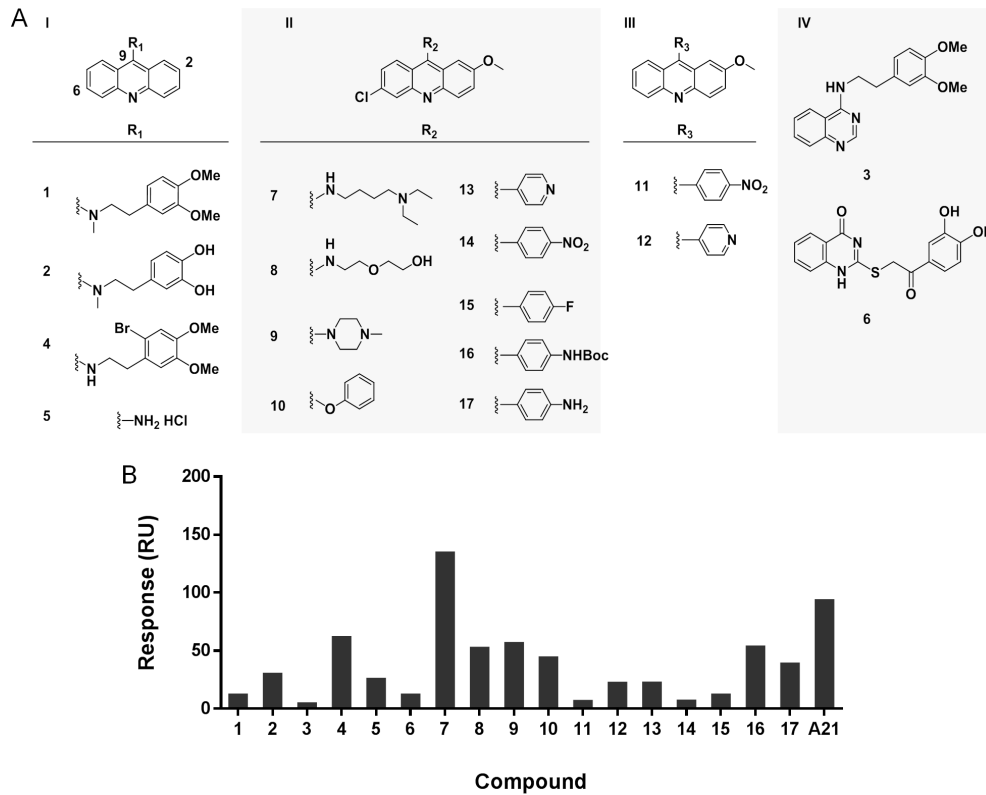 A
I
II
III
IV
R1
9
2
6
N
R1
R2
O
Cl
N
R2
R3
O
N
R3
OMe
OMe
HN
N
N
3
1
OMe
OMe
N
2
OH
OH
N
4
Br
OMe
OMe
N
H
5
NH2 HCl
7
H
N
N
8
H
N
O
OH
9
N
N
10
O
13
N
14
NO2
15
F
16
NHBoc
17
NH2
11
NO2
12
N
O
N
N
H
S
O
OH
6
B
Response (RU)
200
150
100
50
0
1 2 3 4 5 6 7 8 9 10 11 12 13 14 15 16 17 A21
Compound